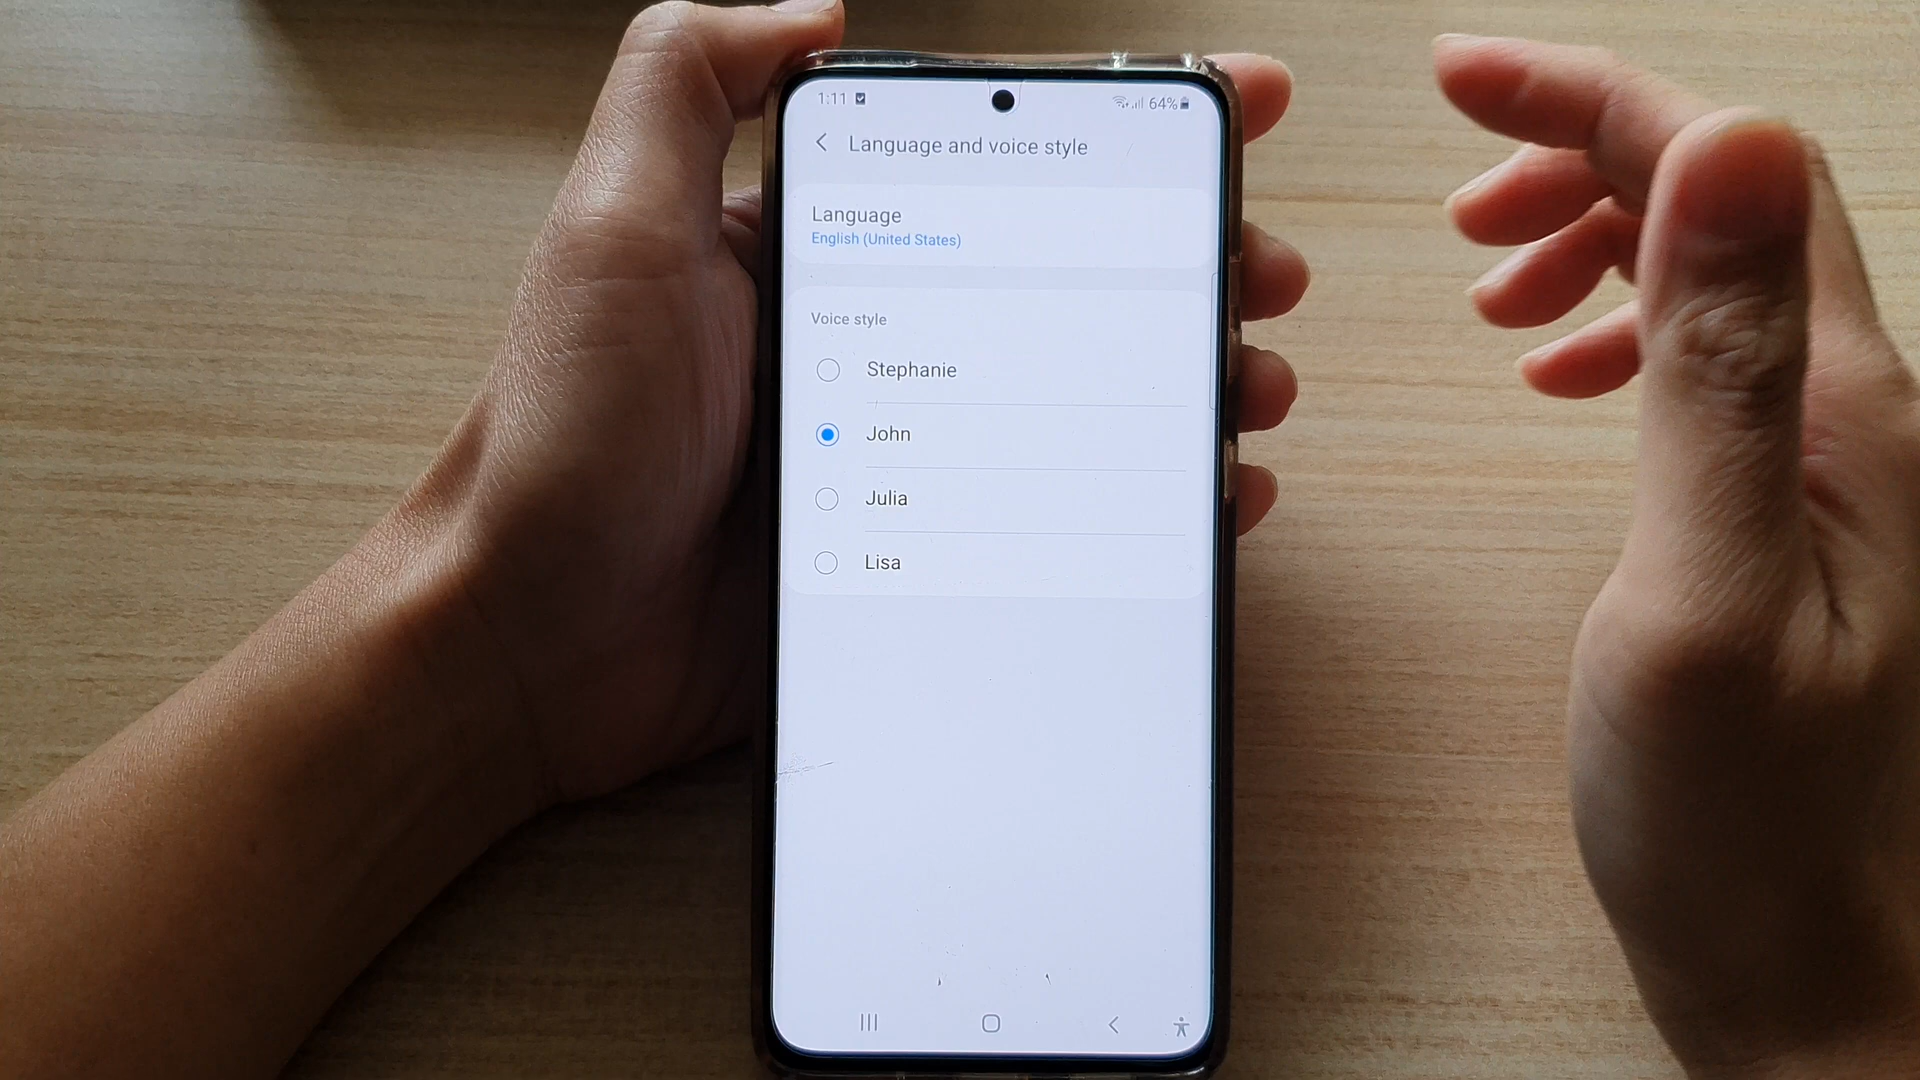 1:11 64%
Language and voice style
Language
English (United States)
Voice style
Stephanie
John
Julia
Lisa